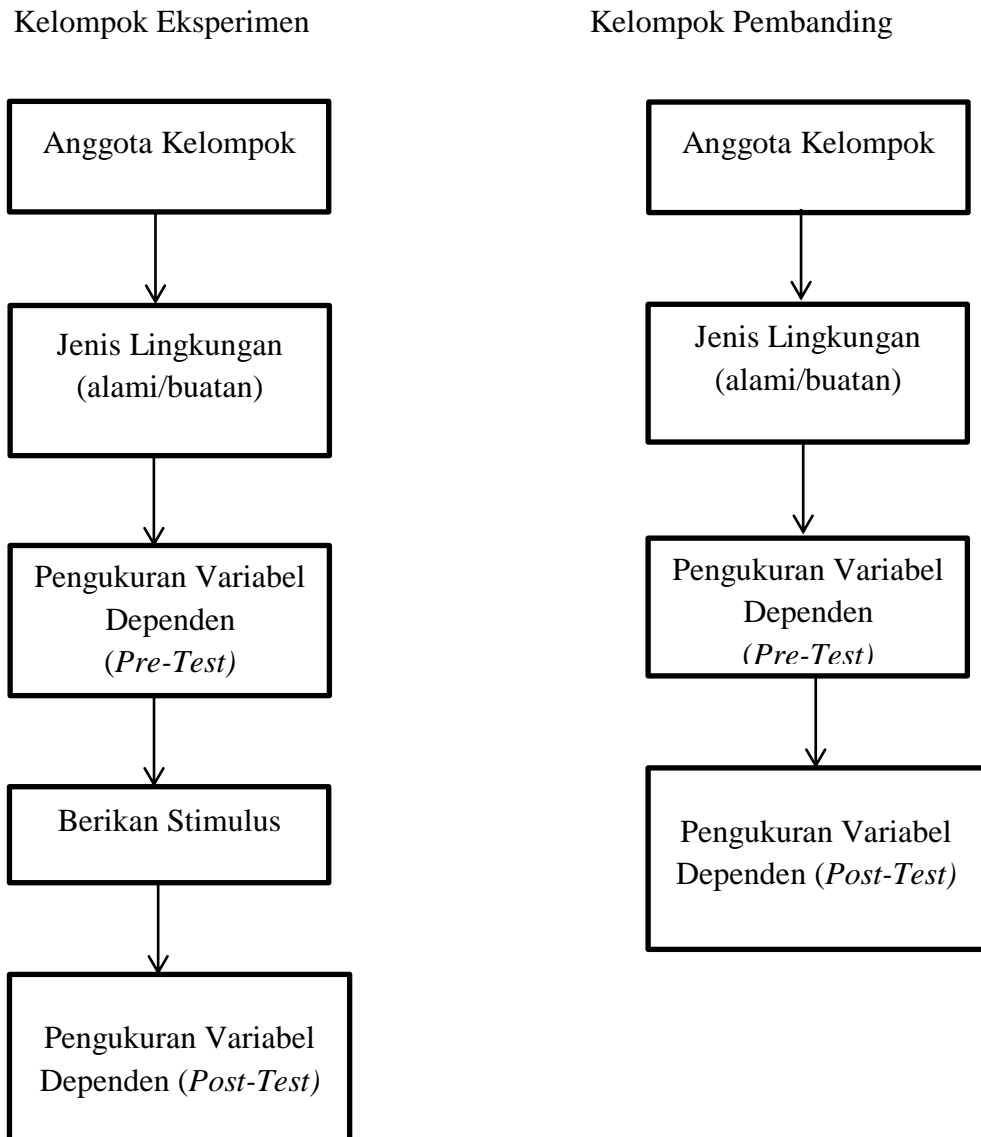 Kelompok Eksperimen
Anggota Kelompok
Jenis Lingkungan
(alami/buatan)
Pengukuran Variabel
Dependen
(Pre-Test)
Berikan Stimulus
Pengukuran Variabel
Dependen (Post-Test)
Kelompok Pembanding
Anggota Kelompok
Jenis Lingkungan
(alami/buatan)
Pengukuran Variabel
Dependen
(Pre-Test)
Pengukuran Variabel
Dependen (Post-Test)